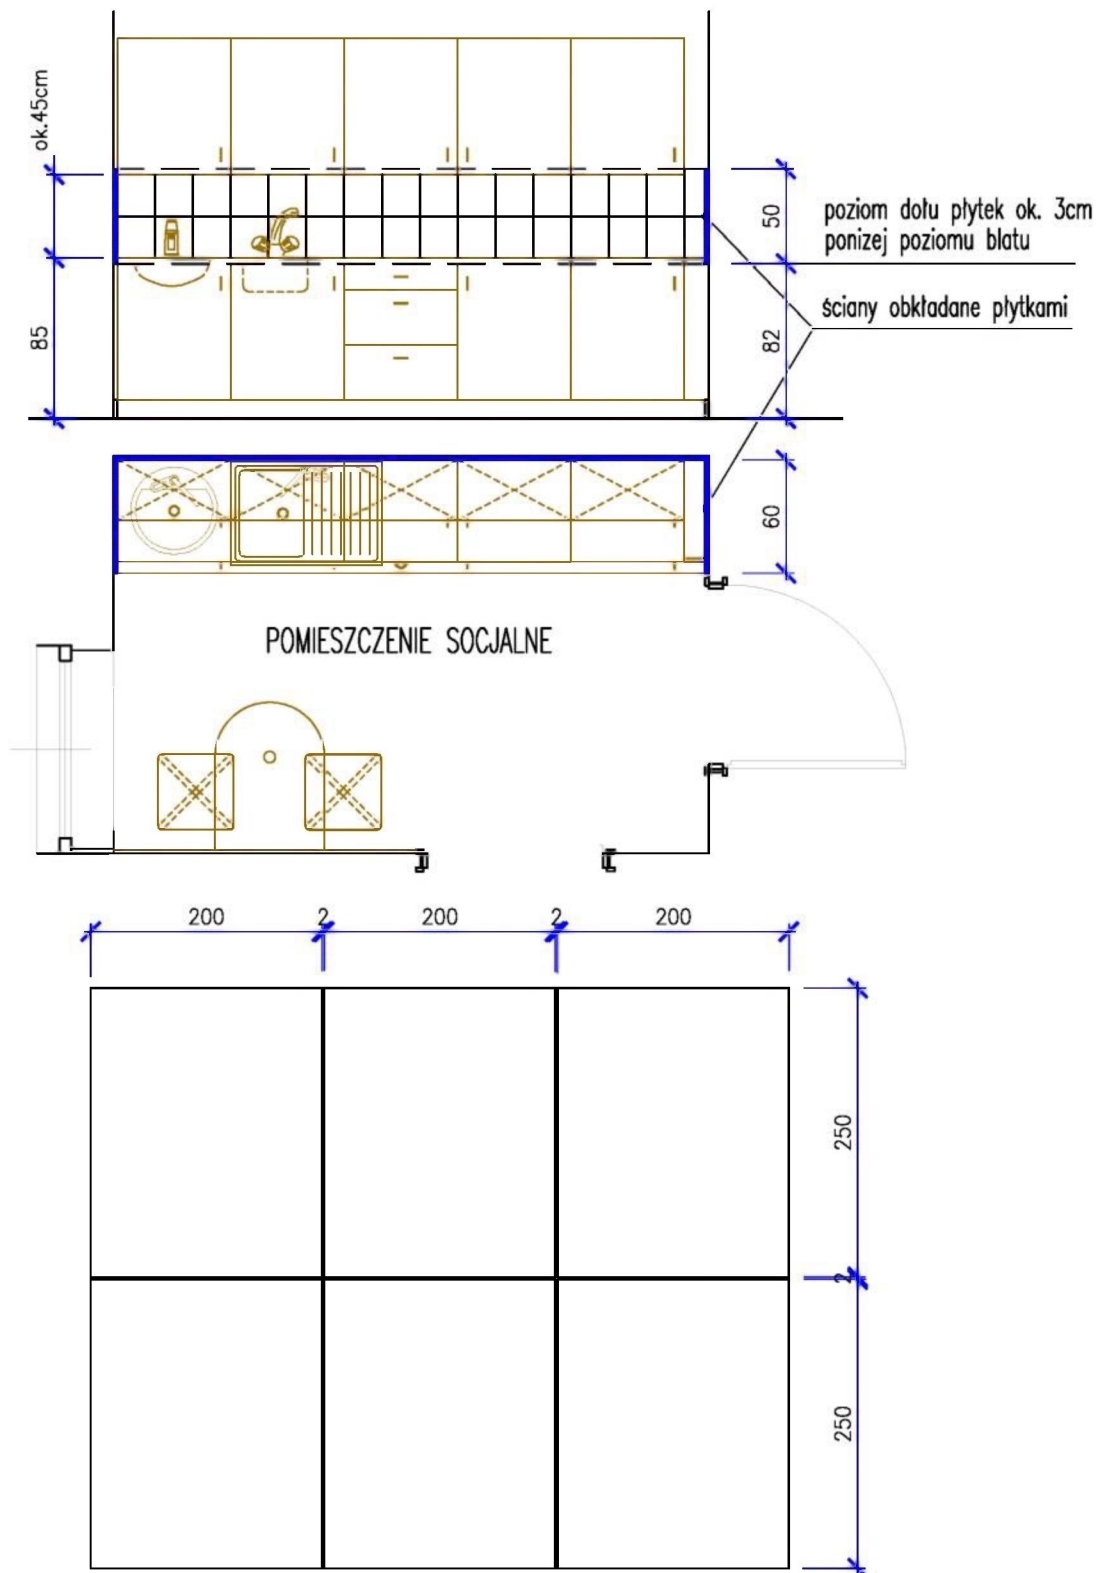 ok.45cm
85
50
82
poziom dołu płytek ok. 3cm
ponizej poziomu blatu
ściany obkładane płytkami
60
POMIESZCZENIE SOCJALNE
200
2
200
2
200
250
2
250